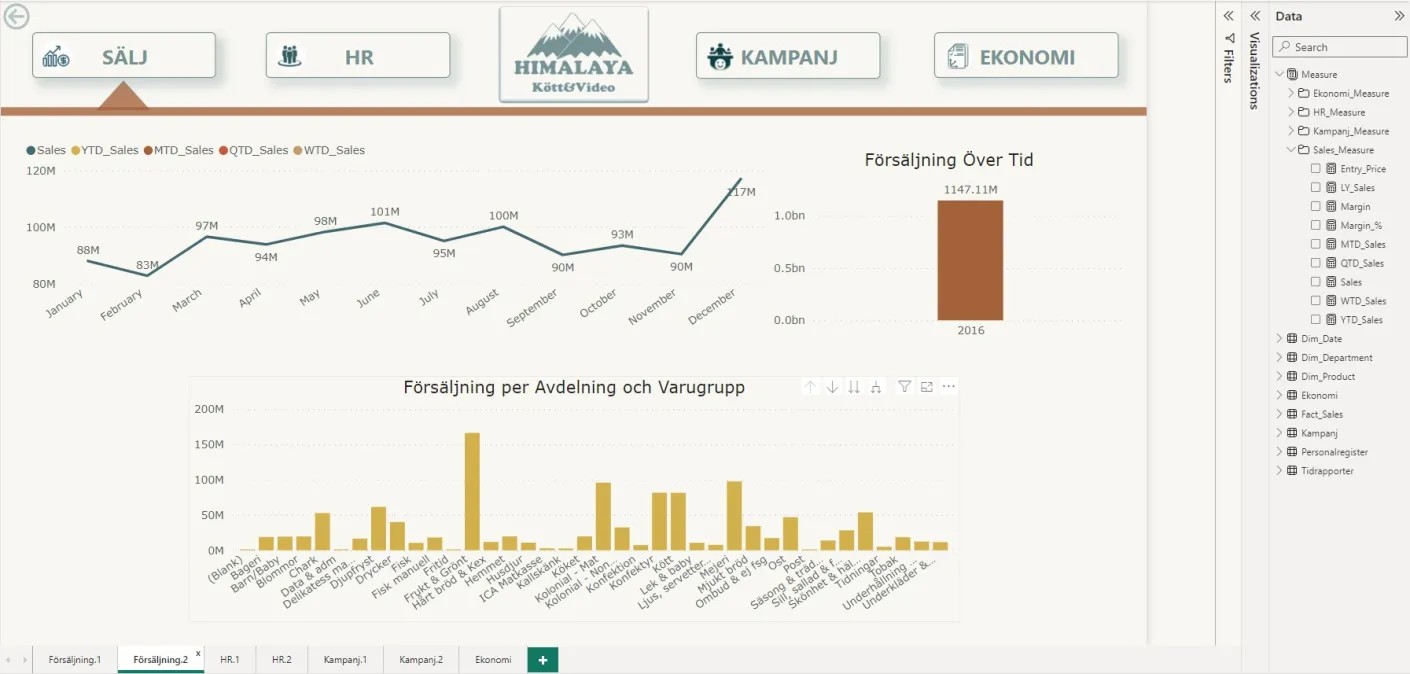 SÄLJ
HR
HIMALAYA
Kött&Video
KAMPANJ
EKONOMI
Sales YTD_Sales MTD_Sales QTD_Sales WTD_Sales
120M
100M
80M
88M
83M
97M
94M
98M
101M
95M
100M
90M
93M
90M
117M
January
February
March
April
May
June
July
August
September
October
November
December
Försäljning Över Tid
1147.11M
1.0bn
0.5bn
0.0bn
2016
Försäljning per Avdelning och Varugrupp
200M
150M
100M
50M
0M
(Blank)
Bageri
Barn/Baby
Blommor
Chark
Data & adm
Delikatess ma...
Djupfryst
Drycker
Fisk
Fisk manuell
Fritid
Frukt & Grönt
Hårt bröd & Kex
Hemmet
Husdjur
ICA Matkasse
Kallskänk
Köket
Kolonial - Mat
Kolonial - Non...
Konfektion
Konfektyr
Kött
Lek & baby
Ljus, servetter...
Mejeri
Mjukt bröd
Ombud & ej fsg
Ost
Post
Säsong & träd...
Sill, sallad & f...
Skönhet & häl...
Tidningar
Tobak
Underhållning ...
Underkläder &...
Filters
Visualizations
Data
Search
Measure
Ekonomi_Measure
HR_Measure
Kampanj_Measure
Sales_Measure
Entry_Price
LY_Sales
Margin
Margin_%
MTD_Sales
QTD_Sales
Sales
WTD_Sales
YTD_Sales
Dim_Date
Dim_Department
Dim_Product
Ekonomi
Fact_Sales
Kampanj
Personalregister
Tidrapporter
Försäljning.1
Försäljning.2 x
HR.1
HR.2
Kampanj.1
Kampanj.2
Ekonomi
+